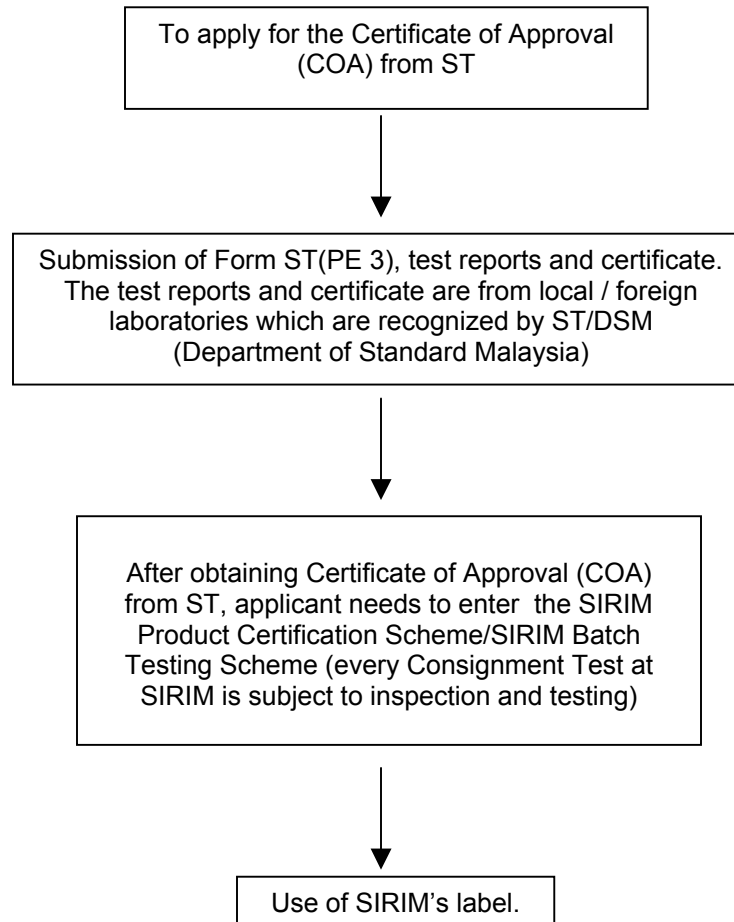 To apply for the Certificate of Approval
(COA) from ST
Submission of Form ST(PE 3), test reports and certificate.
The test reports and certificate are from local / foreign
laboratories which are recognized by ST/DSM
(Department of Standard Malaysia)
After obtaining Certificate of Approval (COA)
from ST, applicant needs to enter the SIRIM
Product Certification Scheme/SIRIM Batch
Testing Scheme (every Consignment Test at
SIRIM is subject to inspection and testing)
Use of SIRIM's label.